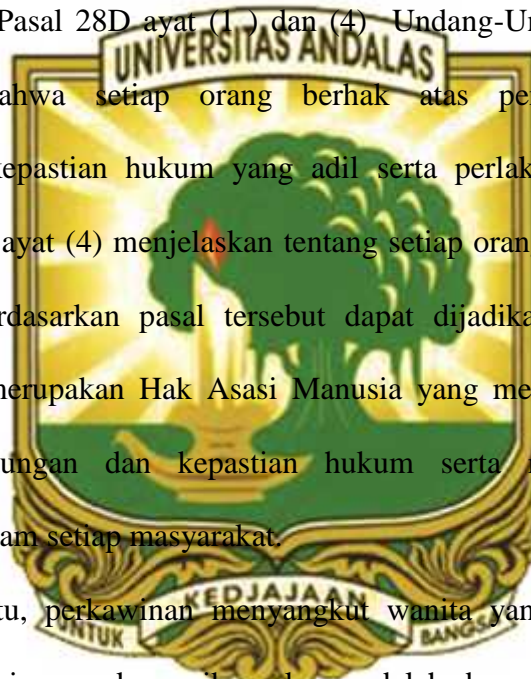 Pasal 28D ayat (1 ) dan (4) Undang-Un
UNIVERSITAS ANDALAS
ahwa setiap orang berhak atas pe
kepastian hukum yang adil serta perlak
ayat (4) menjelaskan tentang setiap oran
rdasarkan pasal tersebut dapat dijadika
merupakan Hak Asasi Manusia yang me
ungan dan kepastian hukum serta
am setiap masyarakat.
tu, perkawinan menyangkut wanita yan
UNTUK KEDJAJAAN BANGSA